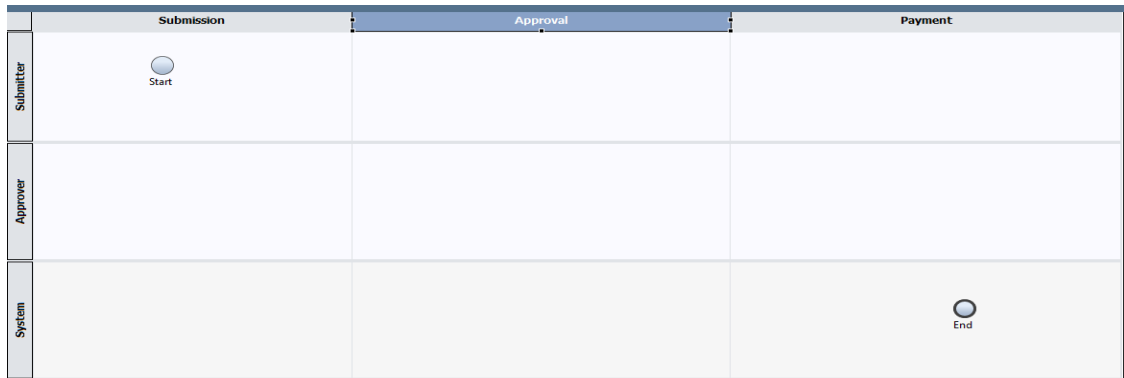 Submission
Approval
Payment
Submitter
Start
Approver
System
End